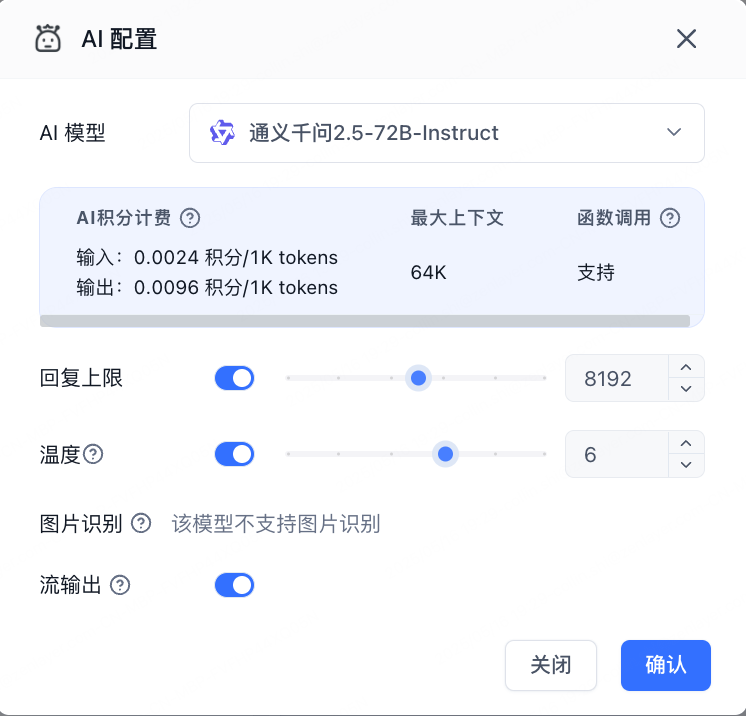 AI 配置
AI 模型
通义千问2.5-72B-Instruct
AI积分计费
最大上下文
函数调用
输入：0.0024 积分/1K tokens
输出：0.0096 积分/1K tokens
64K
支持
回复上限
8192
温度
6
图片识别
该模型不支持图片识别
流输出
关闭
确认